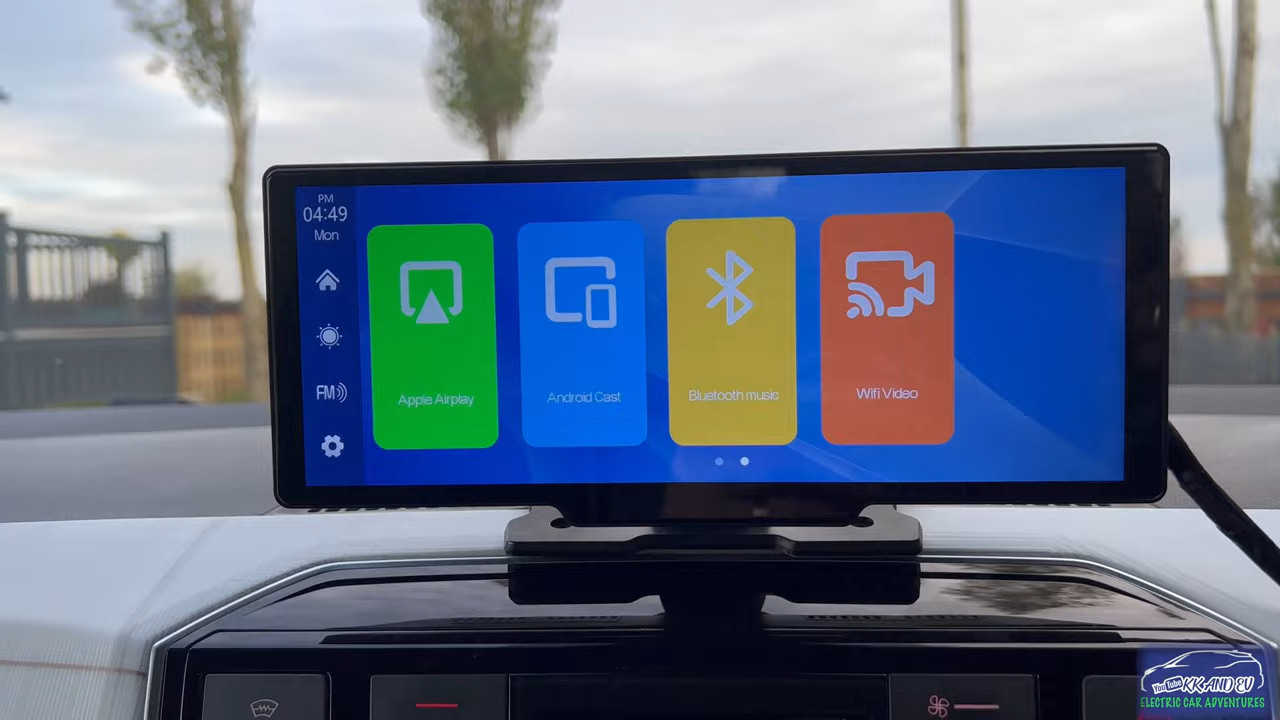 PM
04:49
Mon
FM
Apple Airplay
Android Cast
Bluetooth music
Wifi Video
YouTube KK AND EV
ELECTRIC CAR ADVENTURES